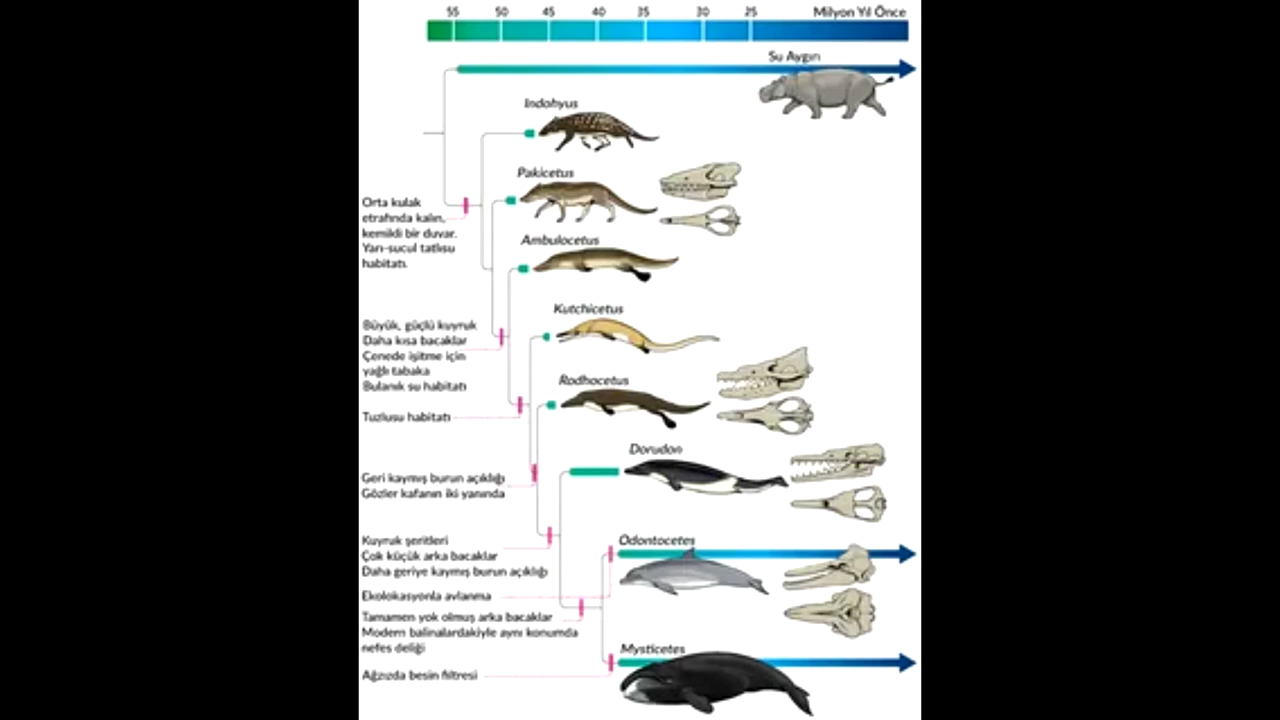 55 50 45 40 35 30 25 Milyon Yıl Önce
Su Aygırı
Indohyus
Pakicetus
Orta kulak
etrafında kalın,
kemikli bir duvar.
Yarı-sucul tatlısu
habitatı.
Ambulocetus
Kutchicetus
Büyük, güçlü kuyruk
Daha kısa bacaklar
Çenede işitme için
yağlı tabaka
Bulanık su habitatı
Rodhocetus
Tuzlusu habitatı
Dorudon
Geri kaymış burun açıklığı
Gözler kafanın iki yanında
Kuyruk şeritleri
Çok küçük arka bacaklar
Daha geriye kaymış burun açıklığı
Odontocetes
Ekolokasyonla avlanma
Tamamen yok olmuş arka bacaklar
Modern balinalardakiyle aynı konumda
nefes deliği
Mysticetes
Ağızda besin filtresi